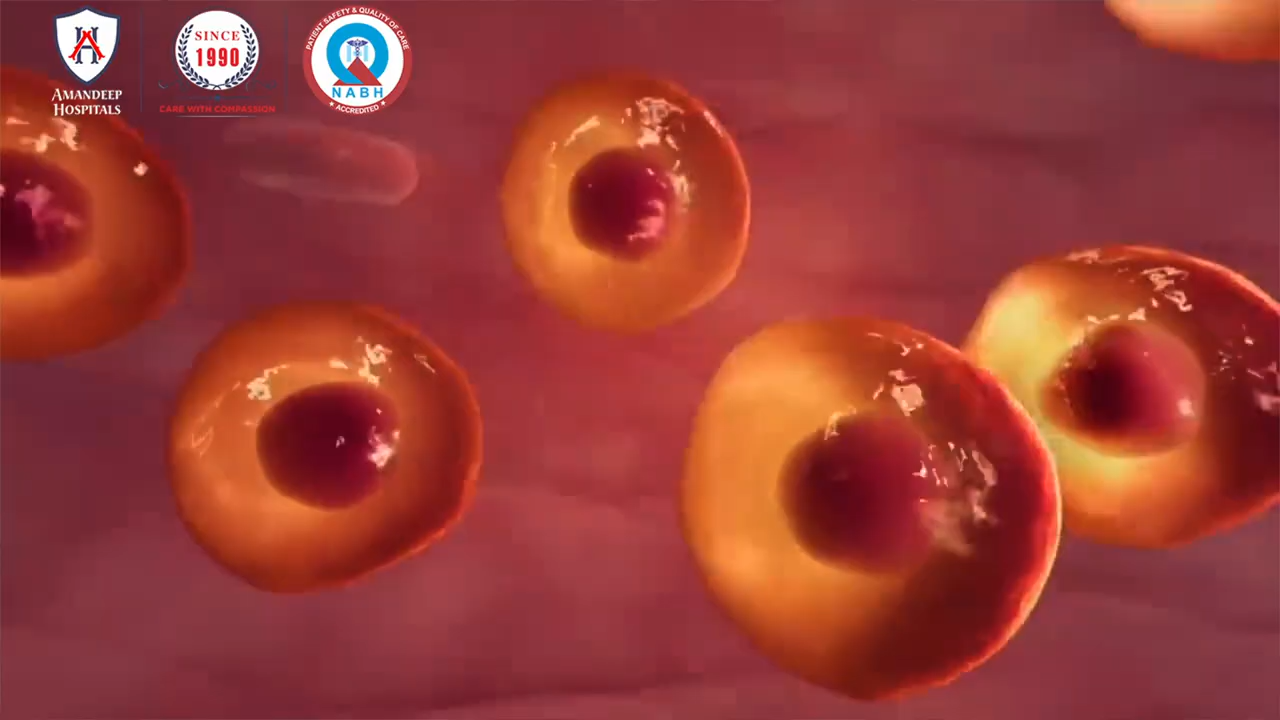 AMANDEEP
HOSPITALS
SINCE
1990
CARE WITH COMPASSION
PATIENT SAFETY & QUALITY OF CARE
NABH
★ ACCREDITED ★